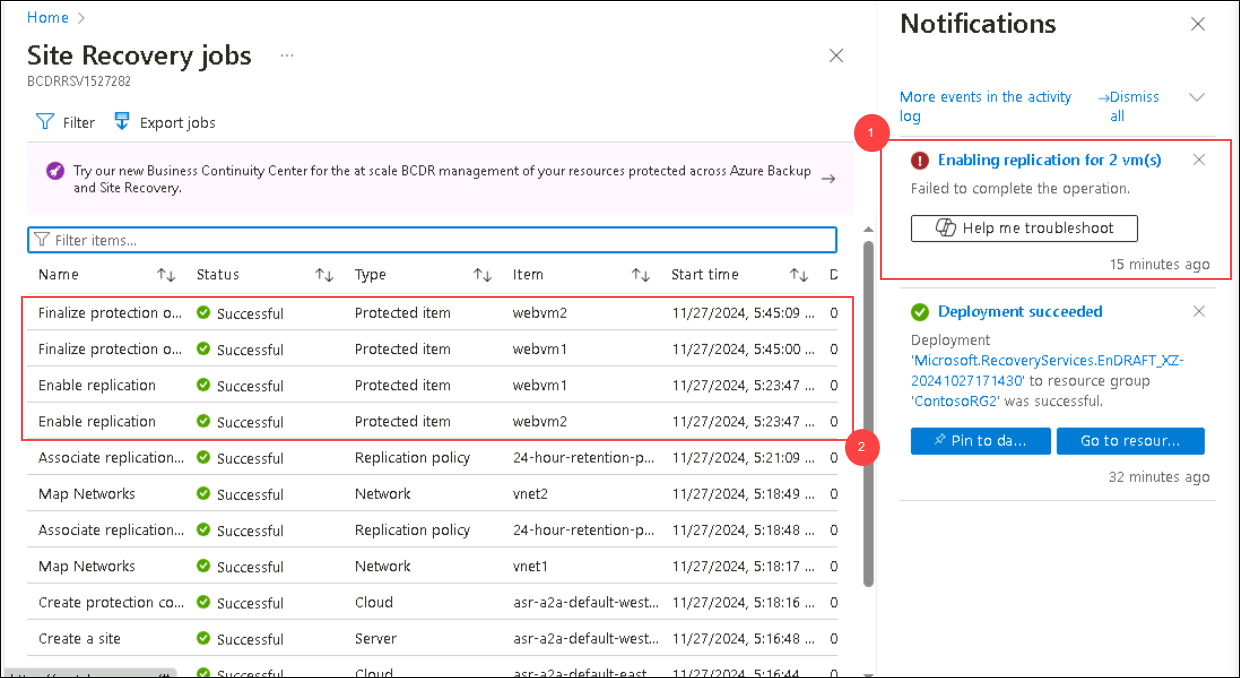 Home >
Site Recovery jobs ...
BCDRRSV1527282
Filter Export jobs
Try our new Business Continuity Center for the at scale BCDR management of your resources protected across Azure Backup
and Site Recovery.
Filter items...
Name Status Type Item Start time D
Finalize protection o... Successful Protected item webvm2 11/27/2024, 5:45:09 ... 0
Finalize protection o... Successful Protected item webvm1 11/27/2024, 5:45:00 ... 0
Enable replication Successful Protected item webvm1 11/27/2024, 5:23:47 ... 0
Enable replication Successful Protected item webvm2 11/27/2024, 5:23:47 ... 0
2
Associate replication... Successful Replication policy 24-hour-retention-p... 11/27/2024, 5:21:09 ... 0
Map Networks Successful Network vnet2 11/27/2024, 5:18:49 ... 0
Associate replication... Successful Replication policy 24-hour-retention-p... 11/27/2024, 5:18:48 ... 0
Map Networks Successful Network vnet1 11/27/2024, 5:18:17 ... 0
Create protection co... Successful Cloud asr-a2a-default-west... 11/27/2024, 5:18:16 ... 0
Create a site Successful Server asr-a2a-default-west... 11/27/2024, 5:16:48 ... 0
Successful Cloud asr-a2a-default-east 11/27/2024, 5:16:44 ... 0
Notifications
More events in the activity
log
→Dismiss
all
1
Enabling replication for 2 vm(s)
Failed to complete the operation.
Help me troubleshoot
15 minutes ago
Deployment succeeded
Deployment
'Microsoft.RecoveryServices.EnDRAFT_XZ-
20241027171430' to resource group
'ContosoRG2' was successful.
Pin to da... Go to resour...
32 minutes ago